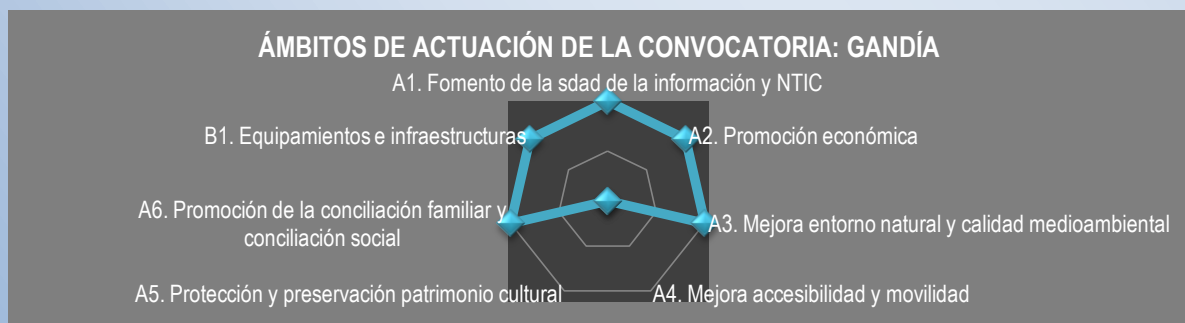 ÁMBITOS DE ACTUACIÓN DE LA CONVOCATORIA: GANDÍA
A1. Fomento de la sdad de la información y NTIC
B1. Equipamientos e infraestructuras
A2. Promoción económica
A6. Promoción de la conciliación familiar y
conciliación social
A3. Mejora entorno natural y calidad medioambiental
A5. Protección y preservación patrimonio cultural
A4. Mejora accesibilidad y movilidad